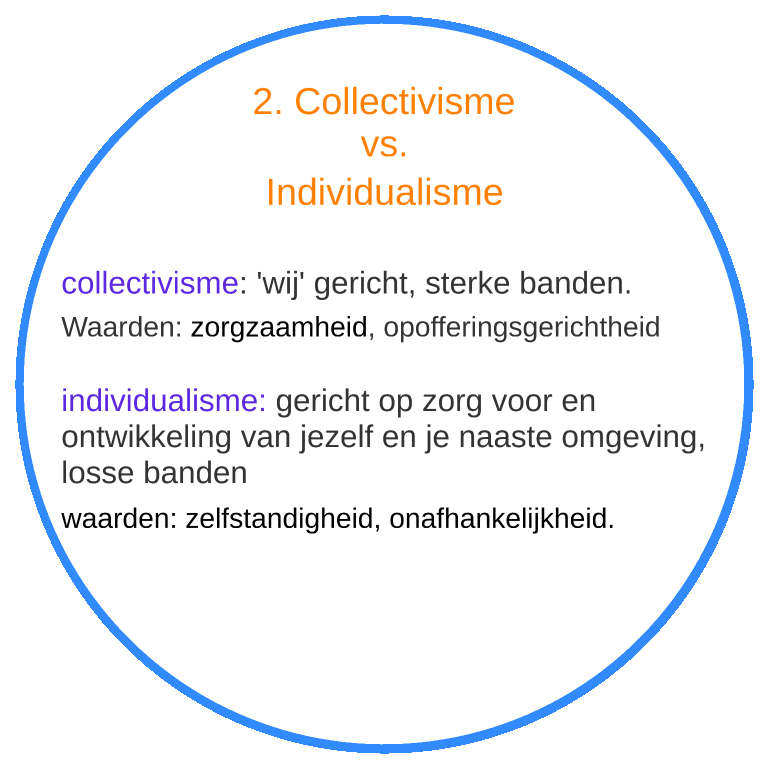 2. Collectivisme
vs.
Individualisme
collectivisme: 'wij' gericht, sterke banden.
Waarden: zorgzaamheid, opofferingsgerichtheid
individualisme: gericht op zorg voor en
ontwikkeling van jezelf en je naaste omgeving,
losse banden
waarden: zelfstandigheid, onafhankelijkheid.